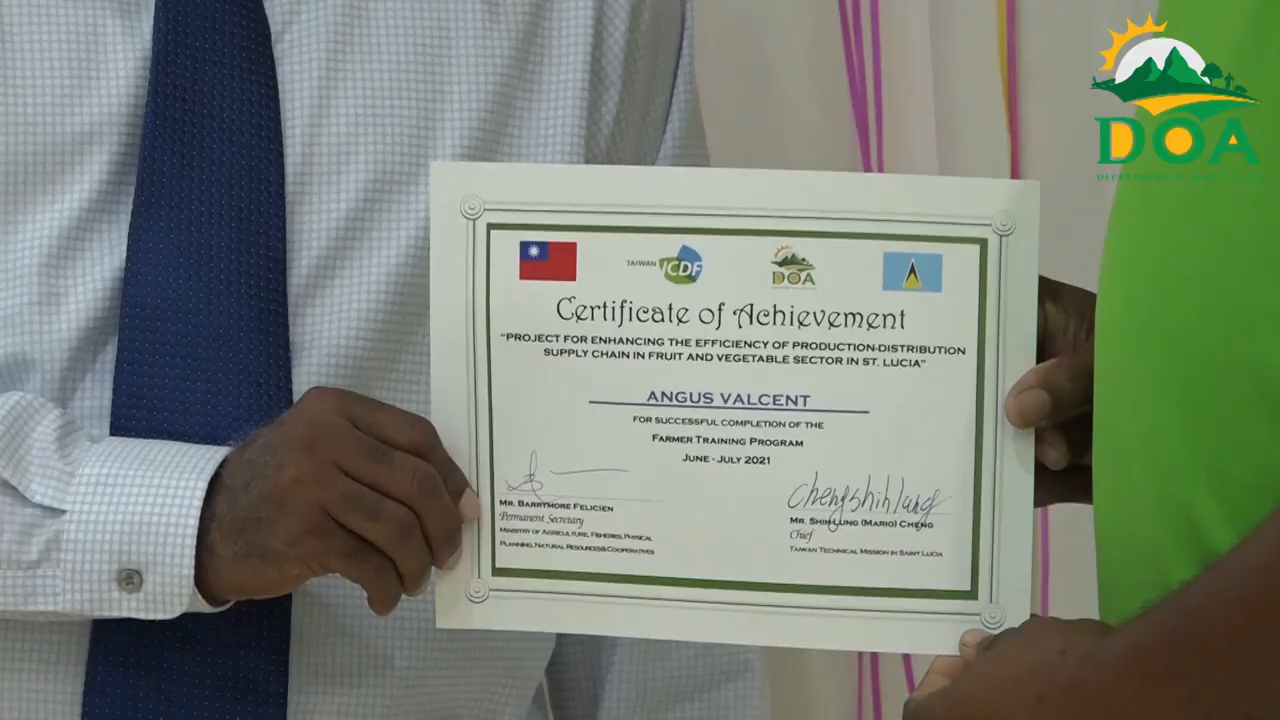 DOA
DEPARTMENT OF AGRICULTURE
TAIWAN ICDF
DOA
Certificate of Achievement
"PROJECT FOR ENHANCING THE EFFICIENCY OF PRODUCTION-DISTRIBUTION
SUPPLY CHAIN IN FRUIT AND VEGETABLE SECTOR IN ST. LUCIA"
ANGUS VALCENT
FOR SUCCESSFUL COMPLETION OF THE
FARMER TRAINING PROGRAM
JUNE - JULY 2021
MR. BARRYMORE FELICIEN
Permanent Secretary
MINISTRY OF AGRICULTURE, FISHERIES, PHYSICAL
PLANNING, NATURAL RESOURCES & COOPERATIVES
Chengshihlung
MR. SHIH-LUNG (MARIO) CHENG
Chief
TAIWAN TECHNICAL MISSION IN SAINT LUCIA